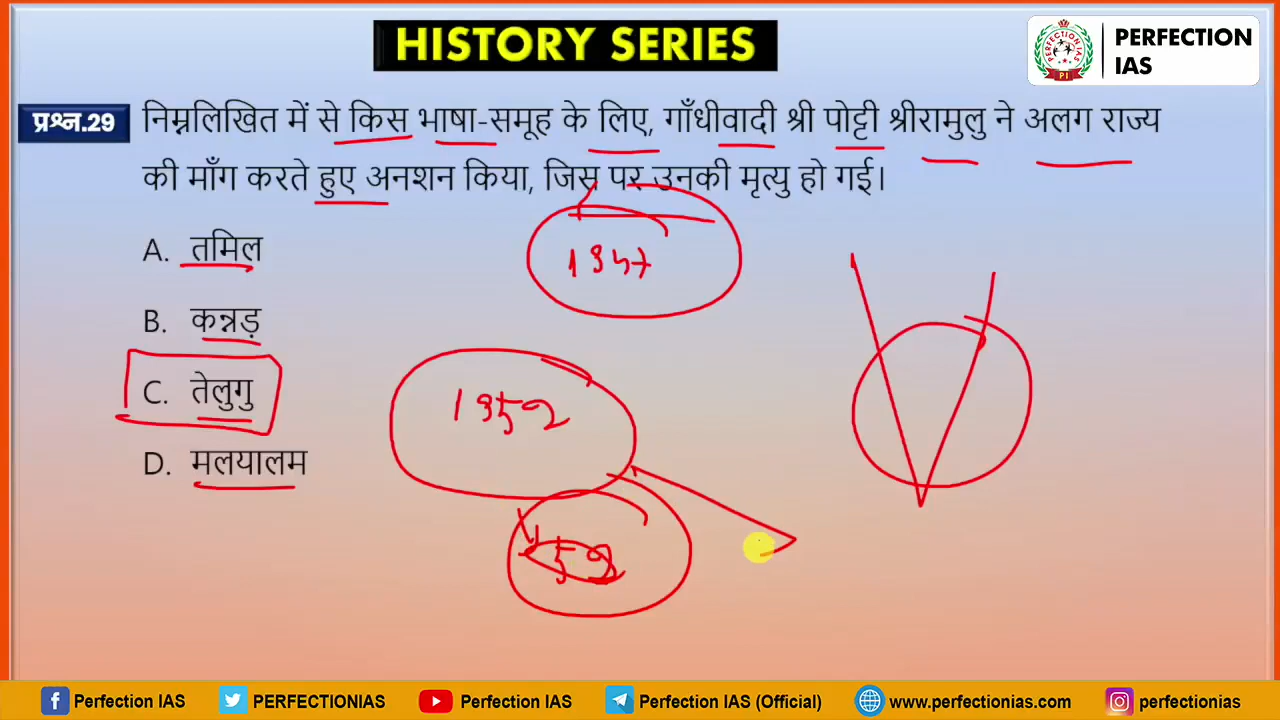 HISTORY SERIES
PERFECTION
IAS
प्रश्न.29
निम्नलिखित में से किस भाषा-समूह के लिए, गाँधीवादी श्री पोट्टी श्रीरामुलु ने अलग राज्य
की माँग करते हुए अनशन किया, जिस पर उनकी मृत्यु हो गई।
A. तमिल
B. कन्नड़
C. तेलुगु
D. मलयालम
1947
1952
Perfection IAS
PERFECTIONIAS
Perfection IAS
Perfection IAS (Official)
www.perfectionias.com
perfectionias